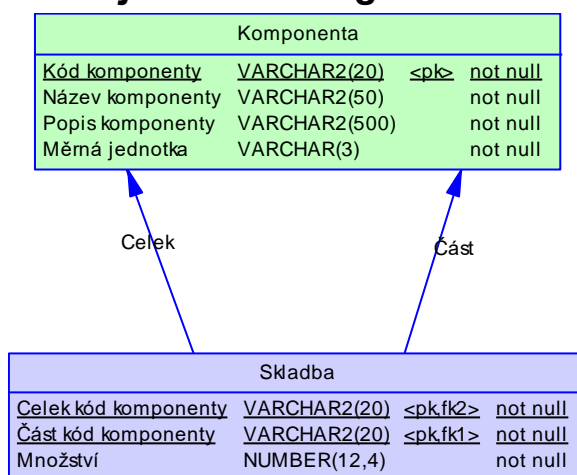 Komponenta
Kód komponenty VARCHAR2(20) <pk> not null
Název komponenty VARCHAR2(50) not null
Popis komponenty VARCHAR2(500) not null
Měrná jednotka VARCHAR(3) not null
Celek Část
Skladba
Celek kód komponenty VARCHAR2(20) <pk,fk2> not null
Část kód komponenty VARCHAR2(20) <pk,fk1> not null
Množství NUMBER(12,4) not null